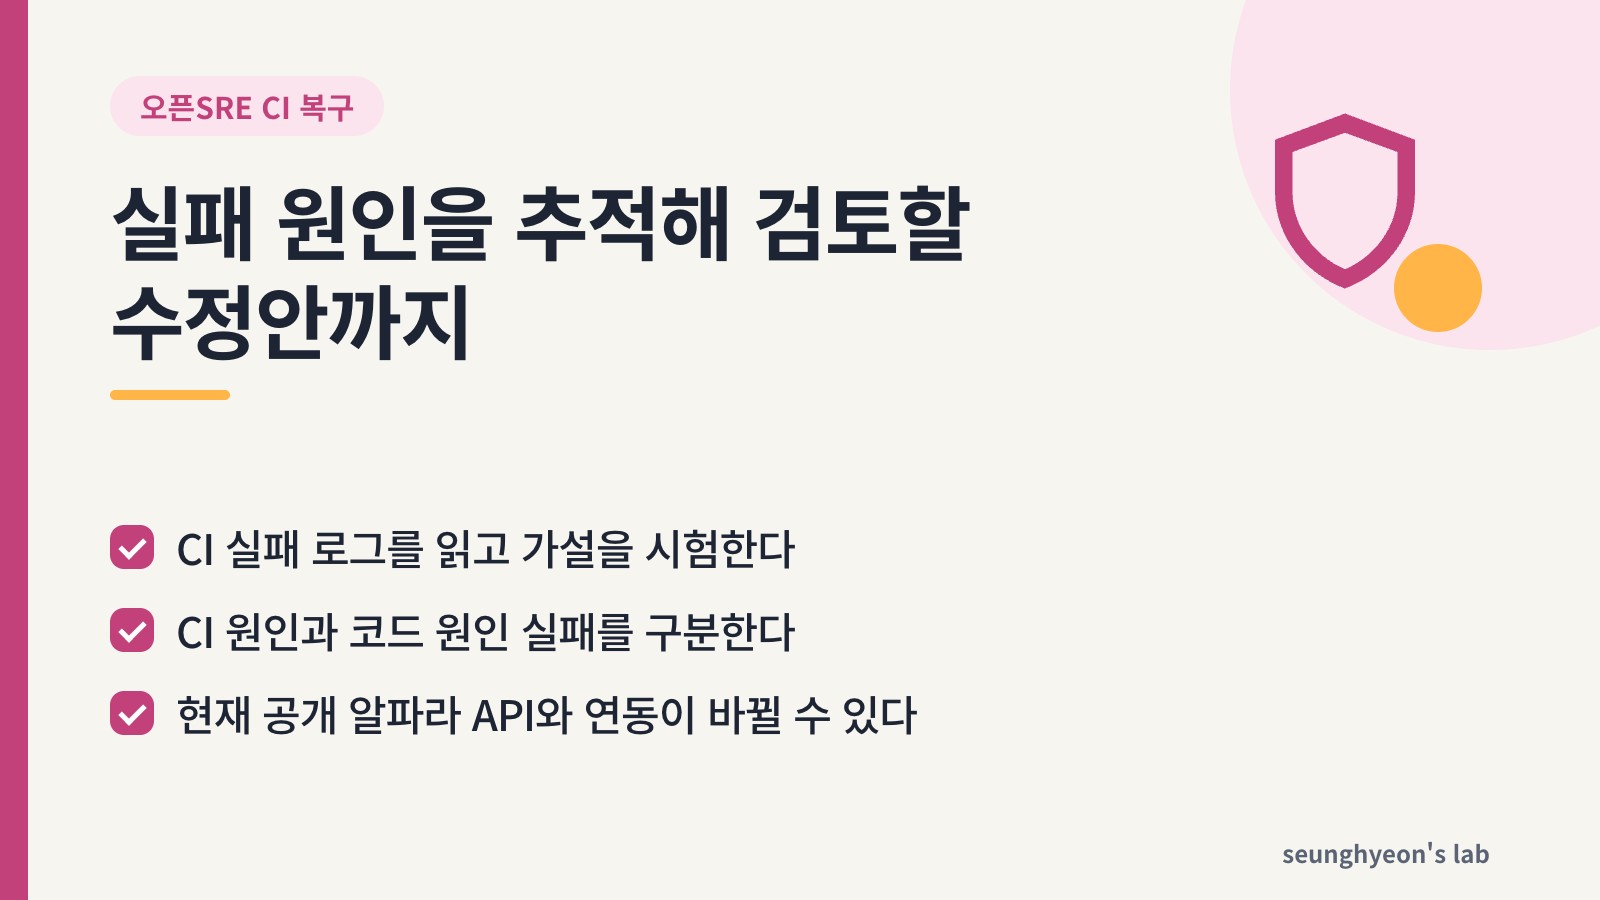 오픈SRE CI 복구
실패 원인을 추적해 검토할
수정안까지
CI 실패 로그를 읽고 가설을 시험한다
CI 원인과 코드 원인 실패를 구분한다
현재 공개 알파라 API와 연동이 바뀔 수 있다
seunghyeon's lab